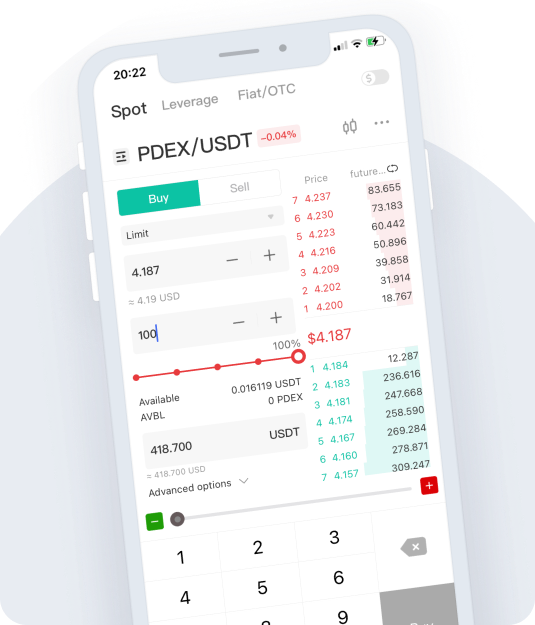 20:22
Spot Leverage Fiat/OTC
S
PDEX/USDT -0.04%
Buy Sell
Limit
4.187
≈ 4.19 USD
100
100%
Available 0.016119 USDT
AVBL 0 PDEX
418.700 USDT
≈ 418.700 USD
Advanced options
Price future...
7 4.237 83.655
6 4.230 73.183
5 4.223 60.442
4 4.216 50.896
3 4.209 39.858
2 4.202 31.914
1 4.200 18.767
$4.187
1 4.184 12.287
2 4.183 236.616
3 4.181 247.668
4 4.174 258.590
5 4.167 269.284
6 4.160 278.871
7 4.157 309.247
1 2 3
4 5 6
9